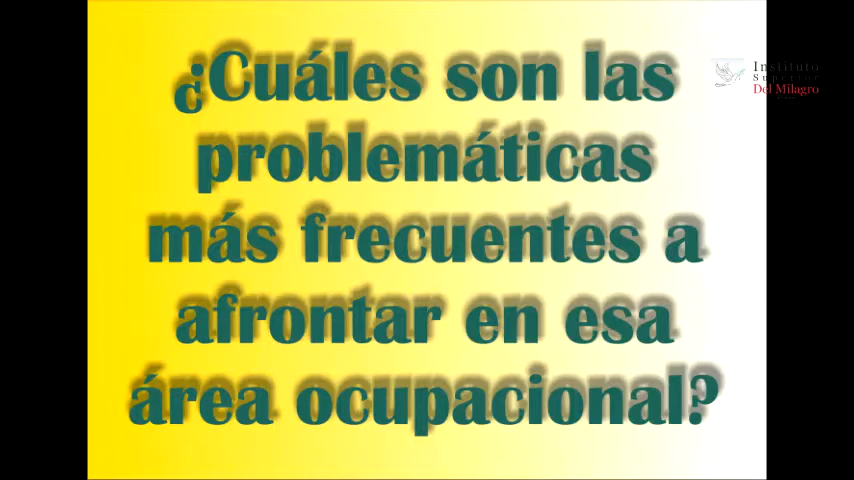 ¿Cuáles son las
problemáticas
más frecuentes a
afrontar en esa
área ocupacional?
Instituto
Superior
Del Milagro